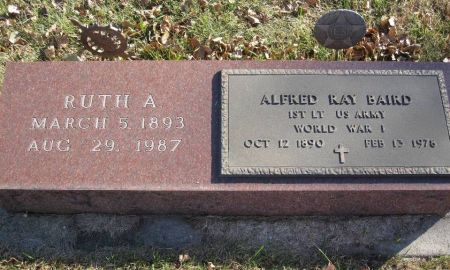 RUTH A
MARCH 5, 1893
AUG 29, 1987
ALFRED KAY BAIRD
1ST LT US ARMY
WORLD WAR I
OCT 12 1890 FEB 13 1976